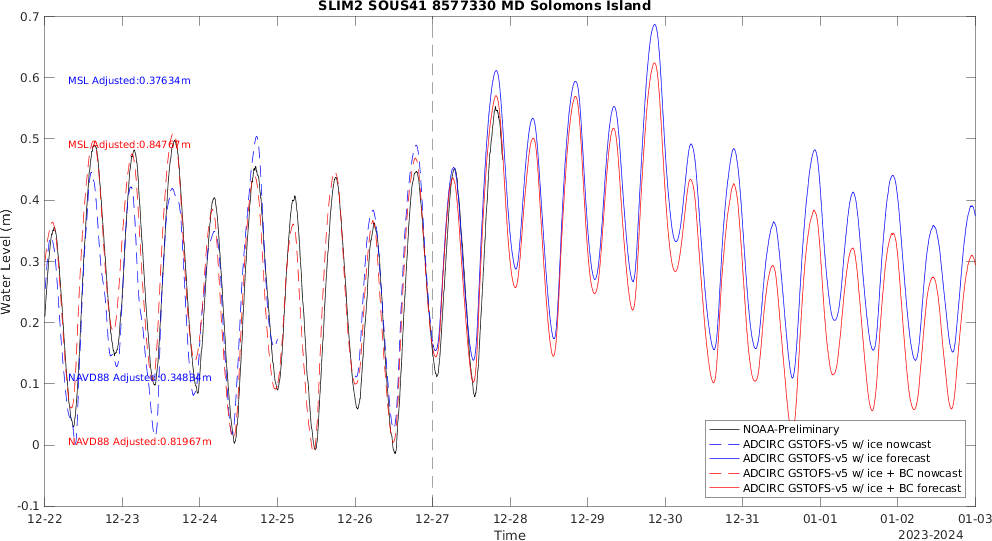 SLIM2 SOUS41 8577330 MD Solomons Island
0.7
0.6
0.5
0.4
0.3
0.2
0.1
0
-0.1
Water Level (m)
MSL Adjusted:0.37634m
MSL Adjusted:0.84767m
NAVD88 Adjusted:0.34834m
NAVD88 Adjusted:0.81967m
NOAA-Preliminary
ADCIRC GSTOFS-v5 w/ ice nowcast
ADCIRC GSTOFS-v5 w/ ice forecast
ADCIRC GSTOFS-v5 w/ ice + BC nowcast
ADCIRC GSTOFS-v5 w/ ice + BC forecast
12-22 12-23 12-24 12-25 12-26 12-27 12-28 12-29 12-30 12-31 01-01 01-02 01-03
Time
2023-2024